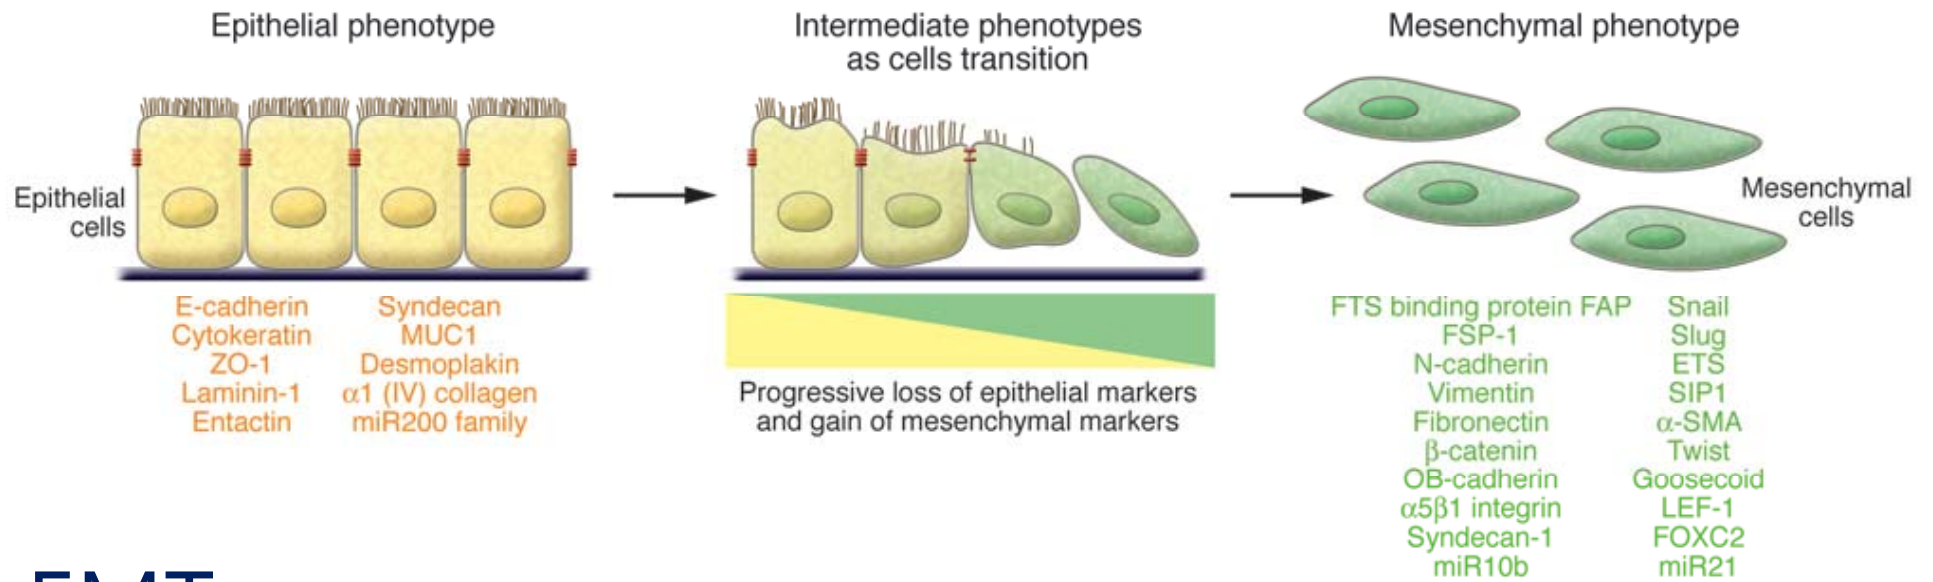 Epithelial phenotype
Intermediate phenotypes
as cells transition
Mesenchymal phenotype
Epithelial
cells
Mesenchymal
cells
E-cadherin Syndecan
Cytokeratin MUC1
ZO-1 Desmoplakin
Laminin-1 α1 (IV) collagen
Entactin miR200 family
Progressive loss of epithelial markers
and gain of mesenchymal markers
FTS binding protein FAP Snail
FSP-1 Slug
N-cadherin ETS
Vimentin SIP1
Fibronectin α-SMA
β-catenin Twist
OB-cadherin Goosecoid
α5β1 integrin LEF-1
Syndecan-1 FOXC2
miR10b miR21
EMT